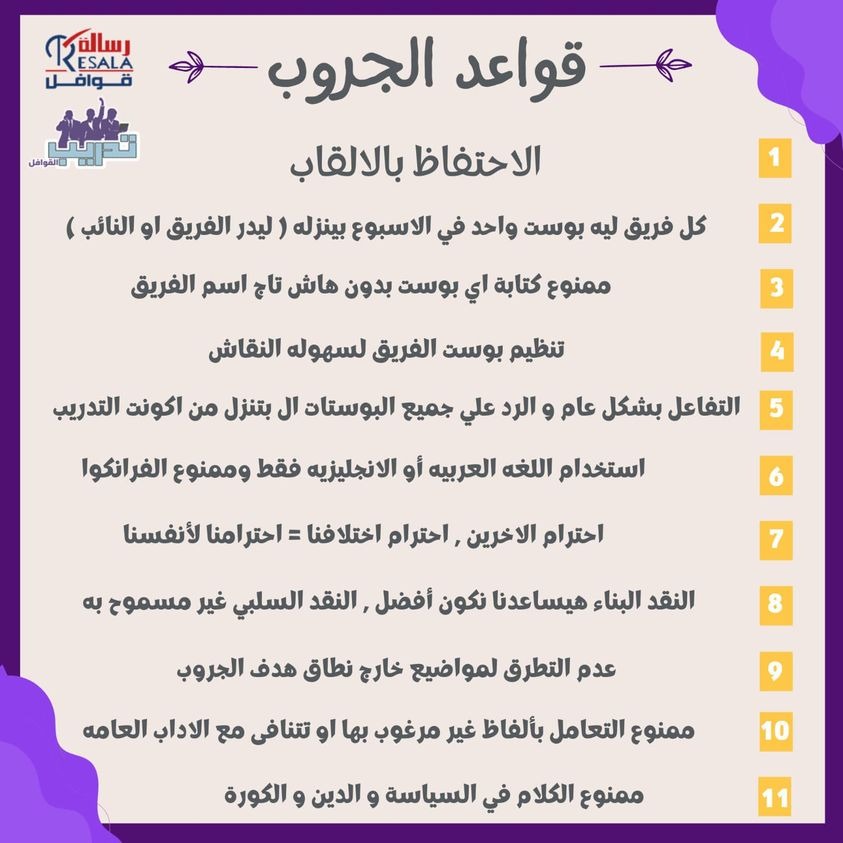 رسالة
RESALA
قوافل
تدريب
القوافل
قواعد الجروب
1 الاحتفاظ بالالقاب
2 كل فريق ليه بوست واحد في الاسبوع بينزله ( ليدر الفريق او النائب )
3 ممنوع كتابة اي بوست بدون هاش تاج اسم الفريق
4 تنظيم بوست الفريق لسهوله النقاش
5 التفاعل بشكل عام و الرد علي جميع البوستات ال بتنزل من اكونت التدريب
6 استخدام اللغه العربيه أو الانجليزيه فقط وممنوع الفرانكوا
7 احترام الاخرين , احترام اختلافنا = احترامنا لأنفسنا
8 النقد البناء هيساعدنا نكون أفضل , النقد السلبي غير مسموح به
9 عدم التطرق لمواضيع خارج نطاق هدف الجروب
10 ممنوع التعامل بألفاظ غير مرغوب بها او تتنافى مع الاداب العامه
11 ممنوع الكلام في السياسة و الدين و الكورة